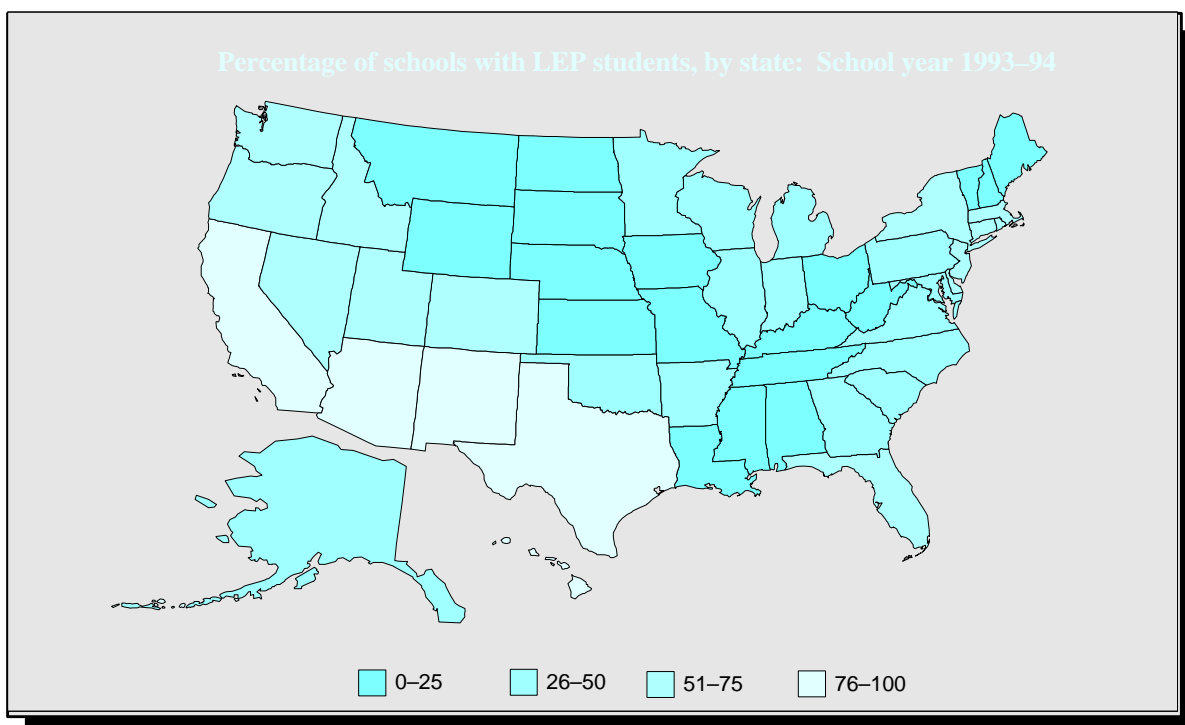 Percentage of schools with LEP students, by state:  School year 1993–94
0–25 26–50 51–75 76–100